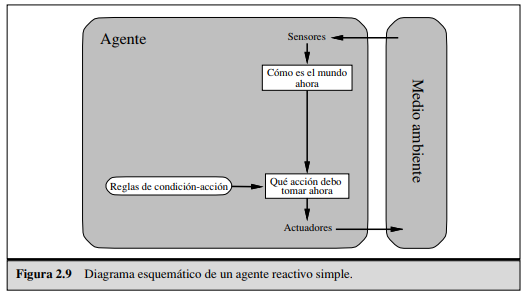 Agente
Sensores
Cómo es el mundo
ahora
Medio ambiente
Reglas de condición-acción
Qué acción debo
tomar ahora
Actuadores
Figura 2.9 Diagrama esquemático de un agente reactivo simple.